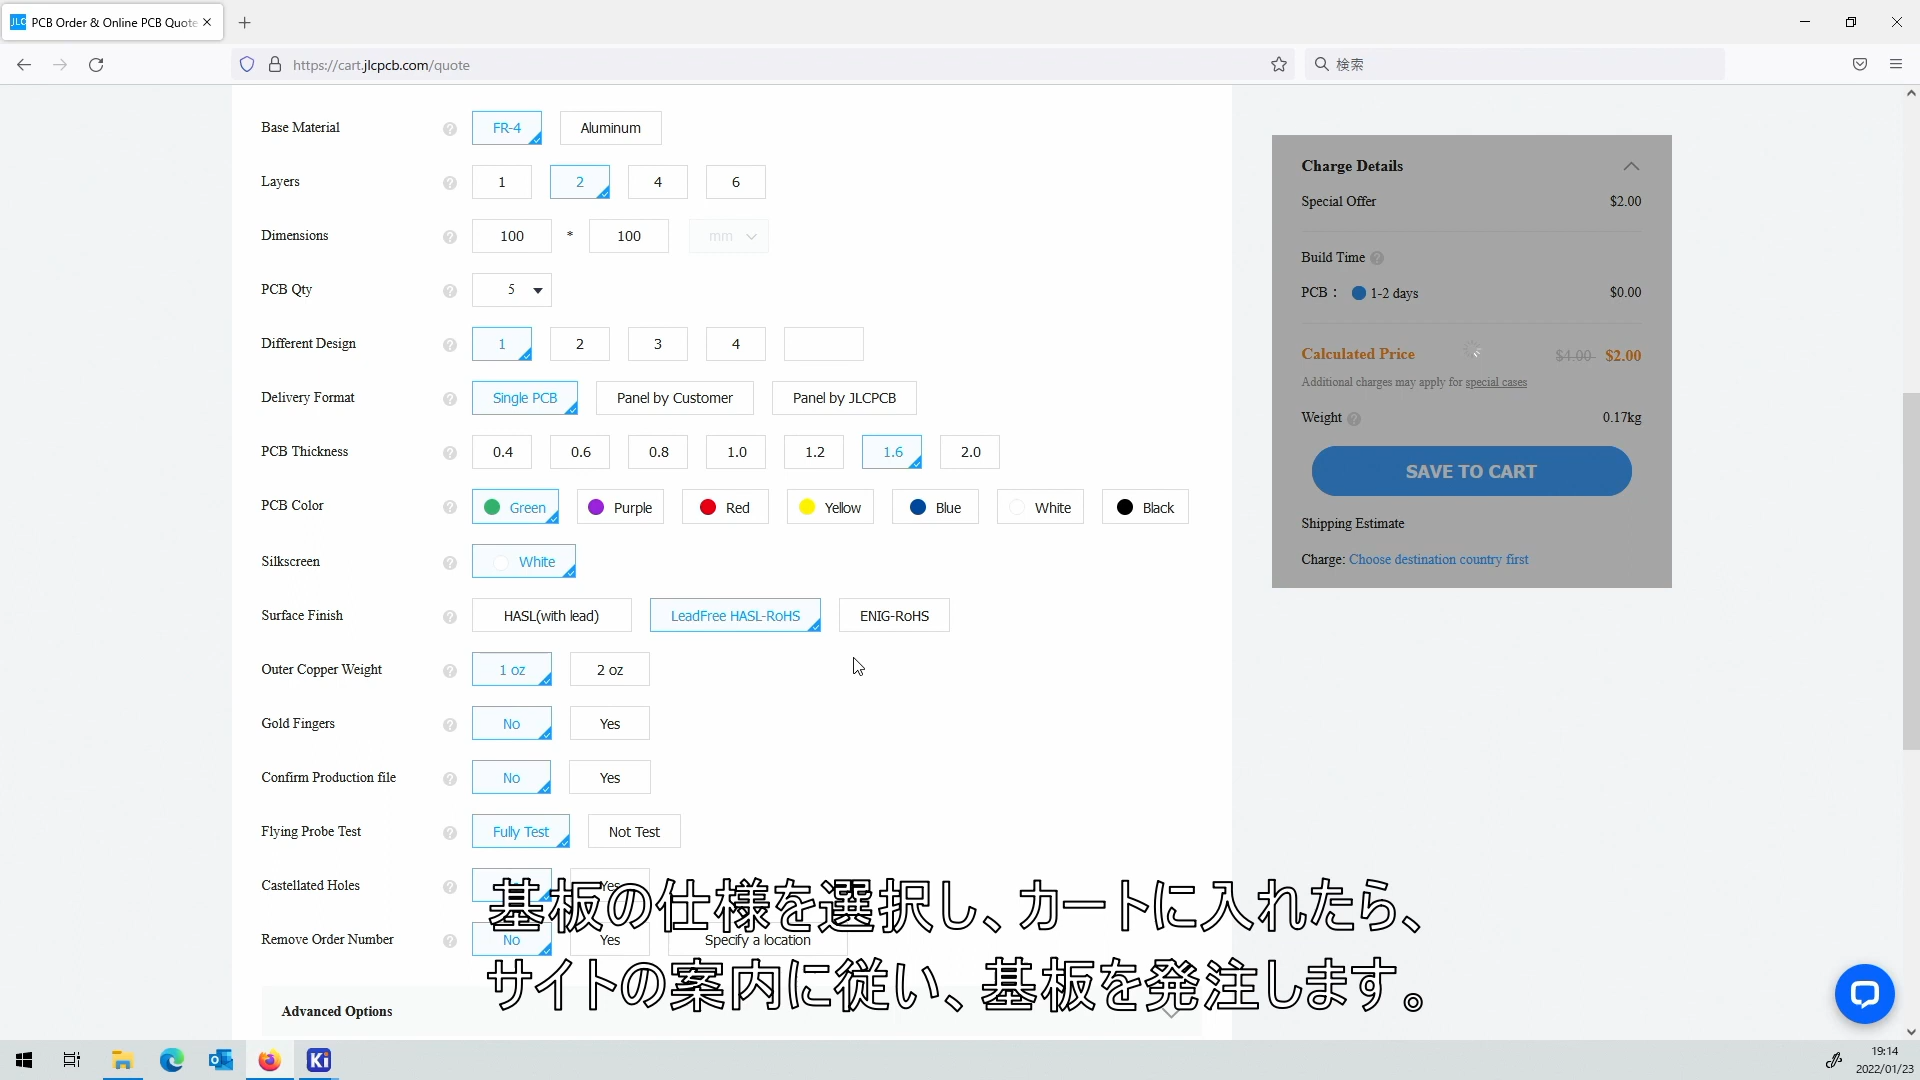 PCB Order & Online PCB Quote
https://cart.jlcpcb.com/quote
検索
Base Material FR-4 Aluminum
Layers 1 2 4 6
Dimensions 100 * 100 mm
PCB Qty 5
Different Design 1 2 3 4
Delivery Format Single PCB Panel by Customer Panel by JLCPCB
PCB Thickness 0.4 0.6 0.8 1.0 1.2 1.6 2.0
PCB Color Green Purple Red Yellow Blue White Black
Silkscreen White
Surface Finish HASL(with lead) LeadFree HASL-RoHS ENIG-RoHS
Outer Copper Weight 1 oz 2 oz
Gold Fingers No Yes
Confirm Production file No Yes
Flying Probe Test Fully Test Not Test
Castellated Holes Yes
Remove Order Number No Yes Specify a location
Advanced Options
Charge Details
Special Offer $2.00
Build Time
PCB： 1-2 days $0.00
Calculated Price $4.00 $2.00
Additional charges may apply for special cases
Weight 0.17kg
SAVE TO CART
Shipping Estimate
Charge: Choose destination country first
基板の仕様を選択し、カートに入れたら、
サイトの案内に従い、基板を発注します。
Ki
19:14
2022/01/23